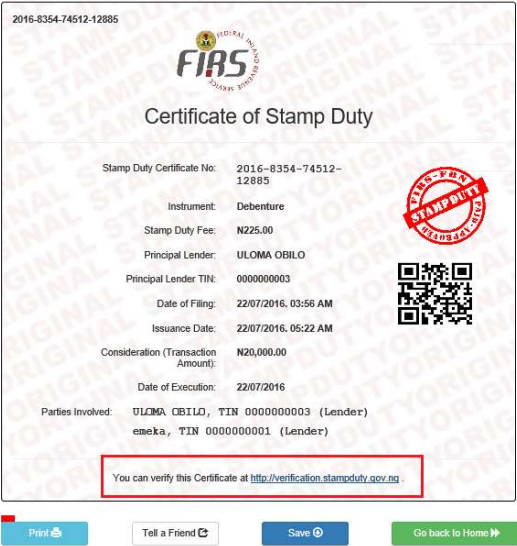 2016-8354-74512-12885
FEDERAL INLAND REVENUE SERVICE
FIRS
Certificate of Stamp Duty
Stamp Duty Certificate No: 2016-8354-74512-
12885
Instrument: Debenture
Stamp Duty Fee: N225.00
Principal Lender: ULOMA OBILO
Principal Lender TIN: 0000000003
Date of Filing: 22/07/2016. 03:56 AM
Issuance Date: 22/07/2016. 05:22 AM
Consideration (Transaction
Amount): N20,000.00
Date of Execution: 22/07/2016
Parties Involved: ULOMA OBILO, TIN 0000000003 (Lender)
emeka, TIN 0000000001 (Lender)
You can verify this Certificate at http://verification.stampduty.gov.ng .
FIRS-FBN
STAMPDUTY
PAID-APPROVED
Print
Tell a Friend
Save
Go back to Home